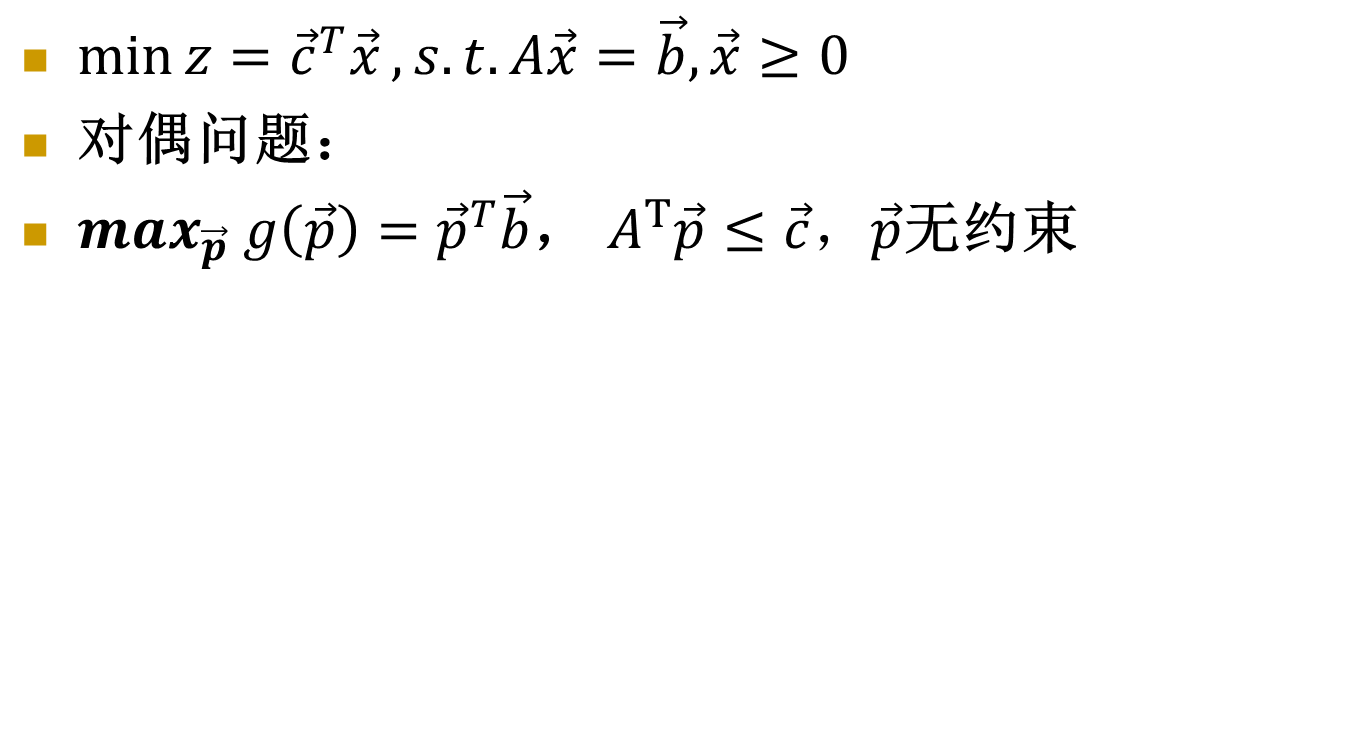 min z = c⃗ᵀx⃗ , s. t. Ax⃗ = b⃗, x⃗ ≥ 0
对偶问题：
max_p⃗ g(p⃗) = p⃗ᵀb⃗， Aᵀp⃗ ≤ c⃗，p⃗无约束